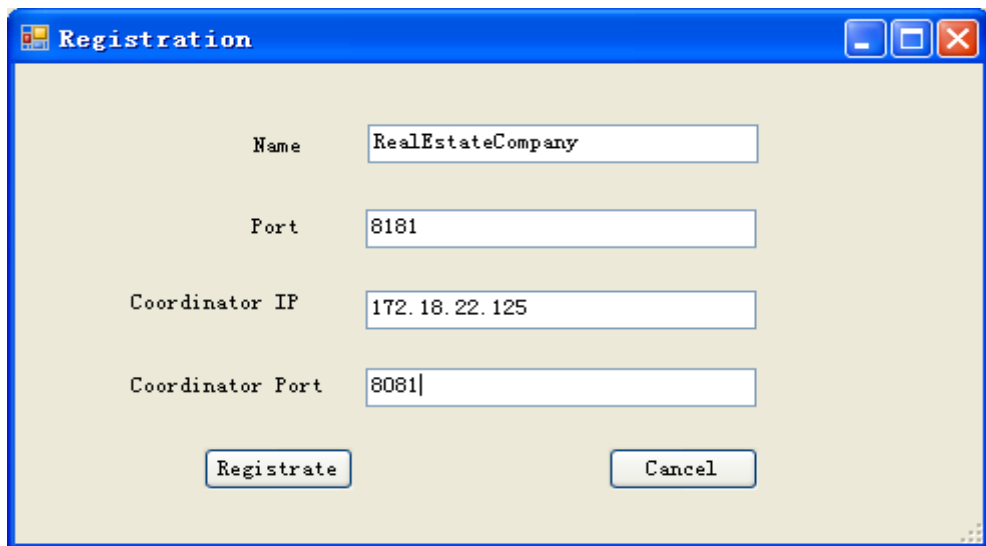 Registration
Name RealEstateCompany
Port 8181
Coordinator IP 172.18.22.125
Coordinator Port 8081
Registrate Cancel